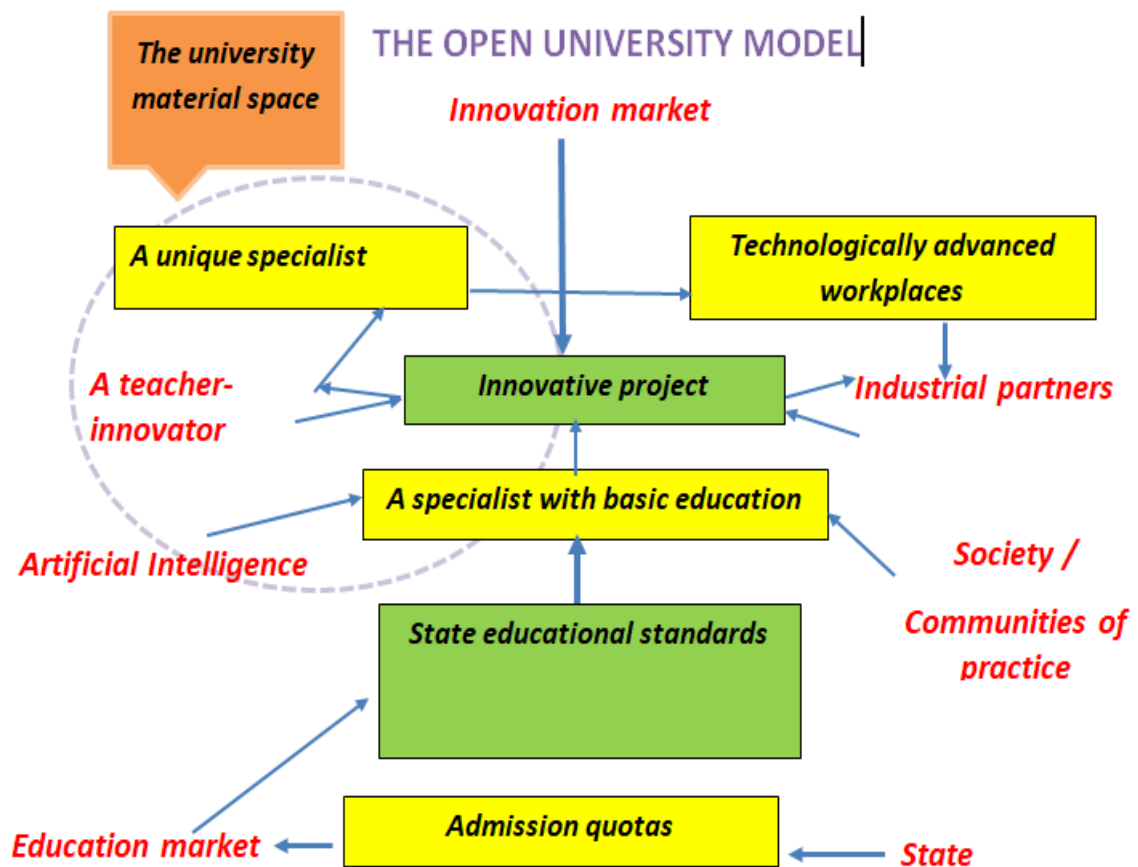 The university
material space
THE OPEN UNIVERSITY MODEL
Innovation market
A unique specialist
Technologically advanced
workplaces
A teacher-
innovator
Innovative project
Industrial partners
A specialist with basic education
Artificial Intelligence
Society /
Communities of
practice
State educational standards
Education market
Admission quotas
State